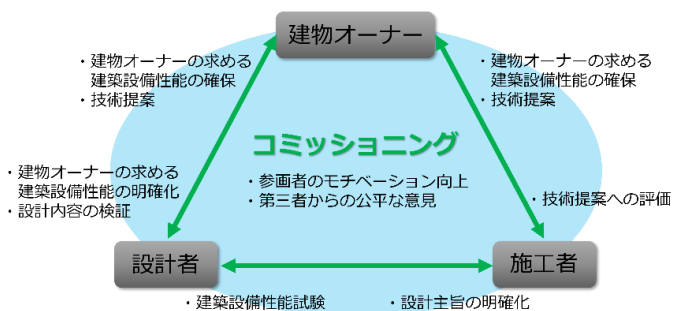 建物オーナー
・建物オーナーの求める
建築設備性能の確保
・技術提案
・建物オーナーの求める
建築設備性能の確保
・技術提案
コミッショニング
・参画者のモチベーション向上
・第三者からの公平な意見
・建物オーナーの求める
建築設備性能の明確化
・設計内容の検証
・技術提案への評価
設計者
施工者
・建築設備性能試験
・設計主旨の明確化